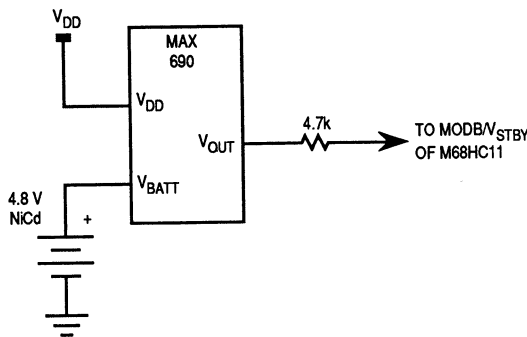 VDD
MAX
690
VDD
4.7k
VOUT
TO MODB/VSTBY
OF M68HC11
VBATT
4.8 V
NiCd
+